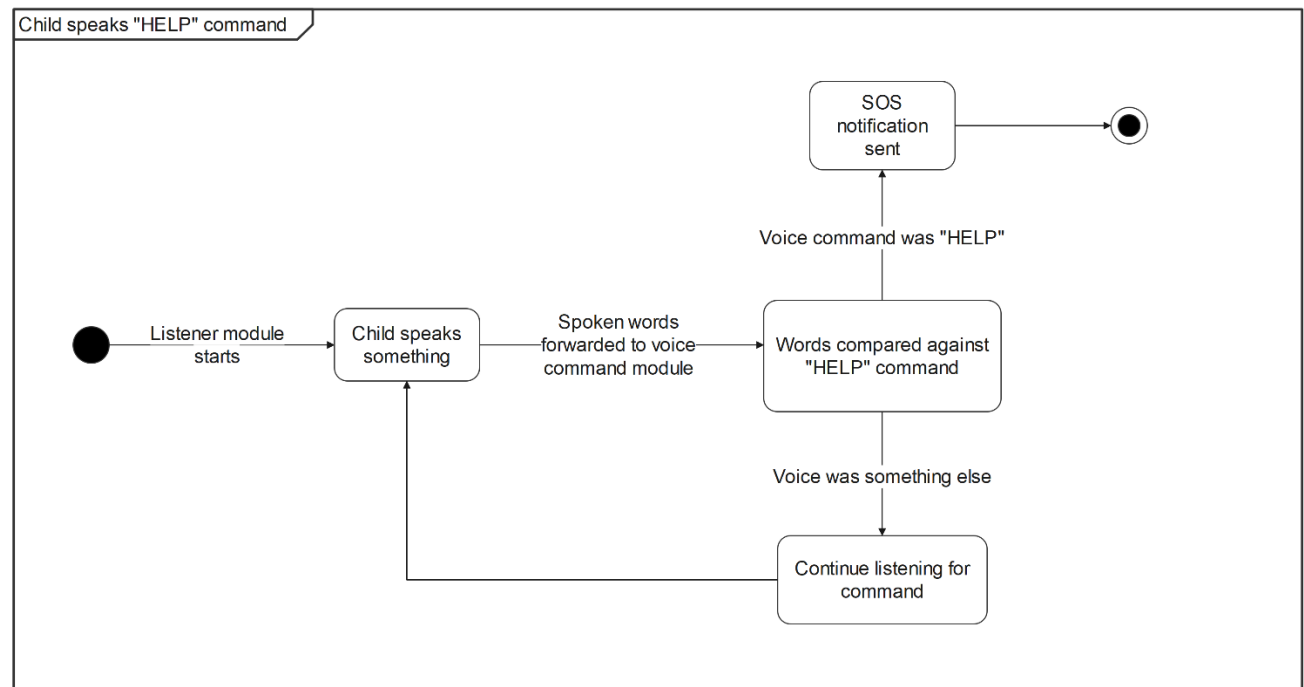 Child speaks "HELP" command
SOS
notification
sent
Voice command was "HELP"
Listener module
starts
Child speaks
something
Spoken words
forwarded to voice
command module
Words compared against
"HELP" command
Voice was something else
Continue listening for
command